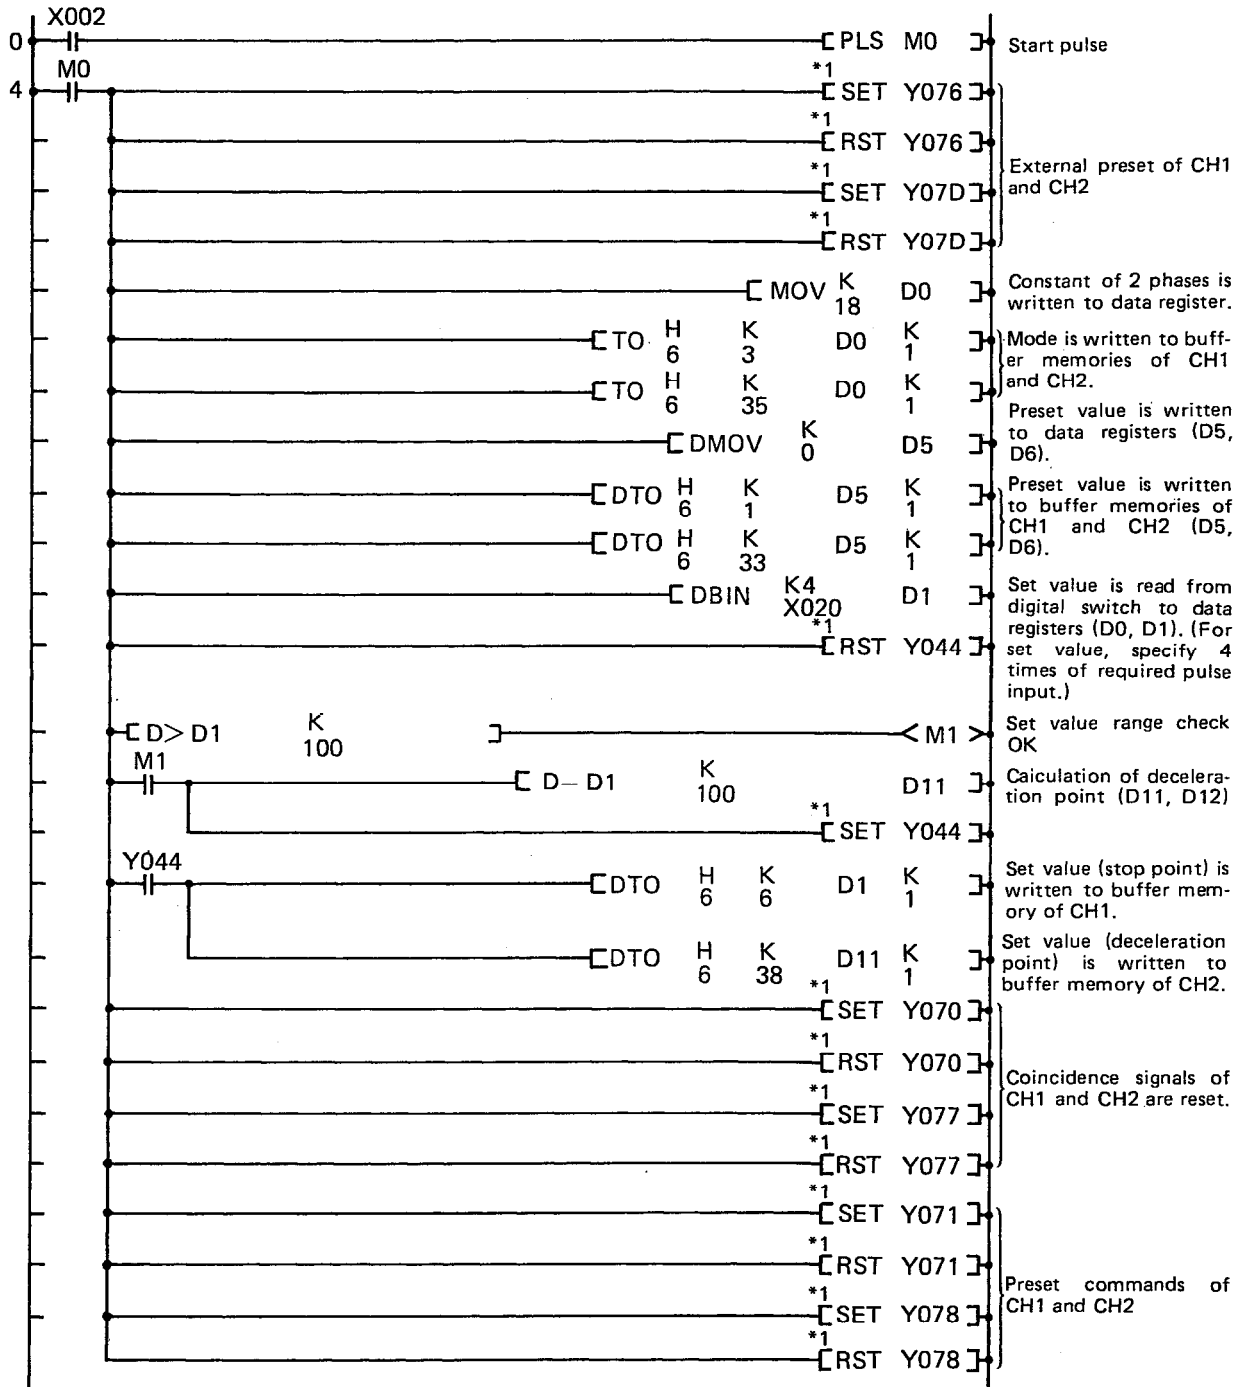 X002
0 PLS M0 Start pulse
M0
4 *1 SET Y076
*1 RST Y076
External preset of CH1
and CH2
*1 SET Y07D
*1 RST Y07D
MOV K 18 D0
Constant of 2 phases is
written to data register.
TO H 6 K 3 D0 K 1
TO H 6 K 35 D0 K 1
Mode is written to buff-
er memories of CH1
and CH2.
DMOV K 0 D5
Preset value is written
to data registers (D5,
D6).
DTO H 6 K 1 D5 K 1
DTO H 6 K 33 D5 K 1
Preset value is written
to buffer memories of
CH1 and CH2 (D5,
D6).
DBIN K4 X020 D1
*1 RST Y044
Set value is read from
digital switch to data
registers (D0, D1). (For
set value, specify 4
times of required pulse
input.)
D> D1 K 100 < M1 >
Set value range check
OK
M1
D− D1 K 100 D11
Caiculation of decelera-
tion point (D11, D12)
*1 SET Y044
Y044
DTO H 6 K 6 D1 K 1
Set value (stop point) is
written to buffer mem-
ory of CH1.
DTO H 6 K 38 D11 K 1
Set value (deceleration
point) is written to
buffer memory of CH2.
*1 SET Y070
*1 RST Y070
Coincidence signals of
CH1 and CH2 are reset.
*1 SET Y077
*1 RST Y077
*1 SET Y071
*1 RST Y071
Preset commands of
CH1 and CH2
*1 SET Y078
*1 RST Y078